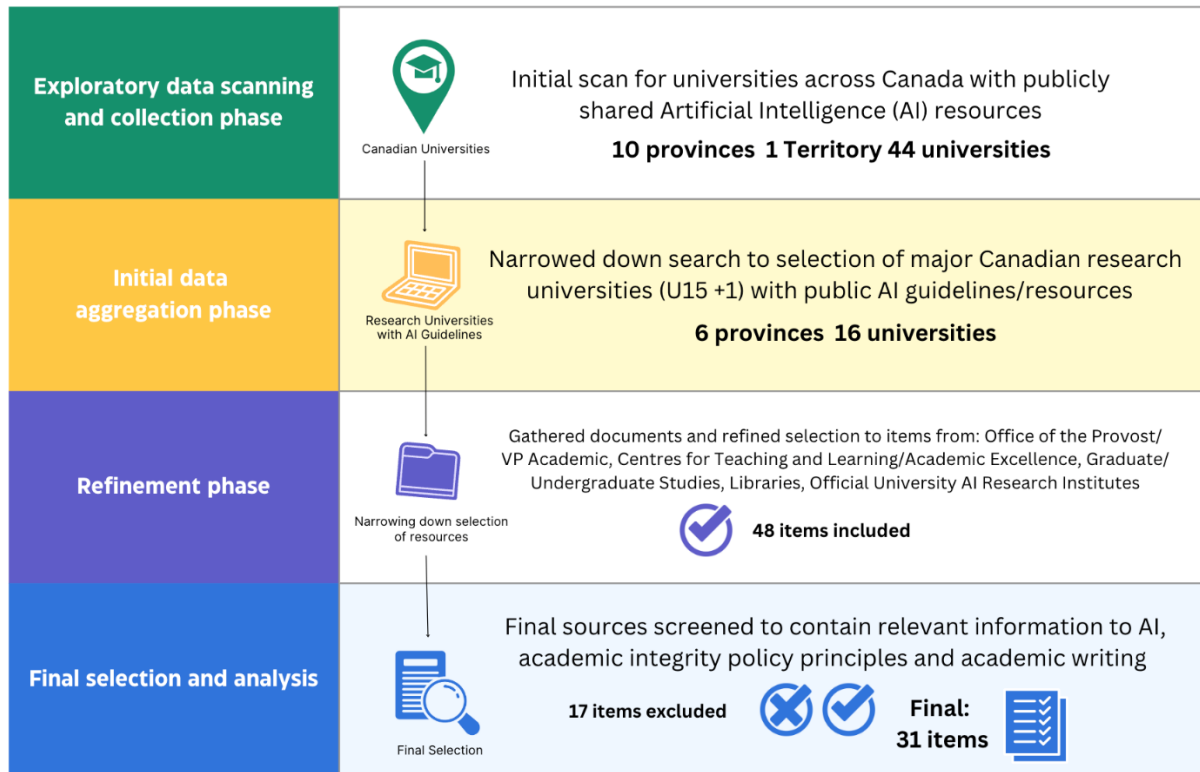 Exploratory data scanning
and collection phase
Canadian Universities
Initial scan for universities across Canada with publicly
shared Artificial Intelligence (AI) resources
10 provinces 1 Territory 44 universities
Initial data
aggregation phase
Research Universities
with AI Guidelines
Narrowed down search to selection of major Canadian research
universities (U15 +1) with public AI guidelines/resources
6 provinces 16 universities
Refinement phase
Narrowing down selection
of resources
Gathered documents and refined selection to items from: Office of the Provost/
VP Academic, Centres for Teaching and Learning/Academic Excellence, Graduate/
Undergraduate Studies, Libraries, Official University AI Research Institutes
48 items included
Final selection and analysis
Final Selection
Final sources screened to contain relevant information to AI,
academic integrity policy principles and academic writing
17 items excluded
Final:
31 items